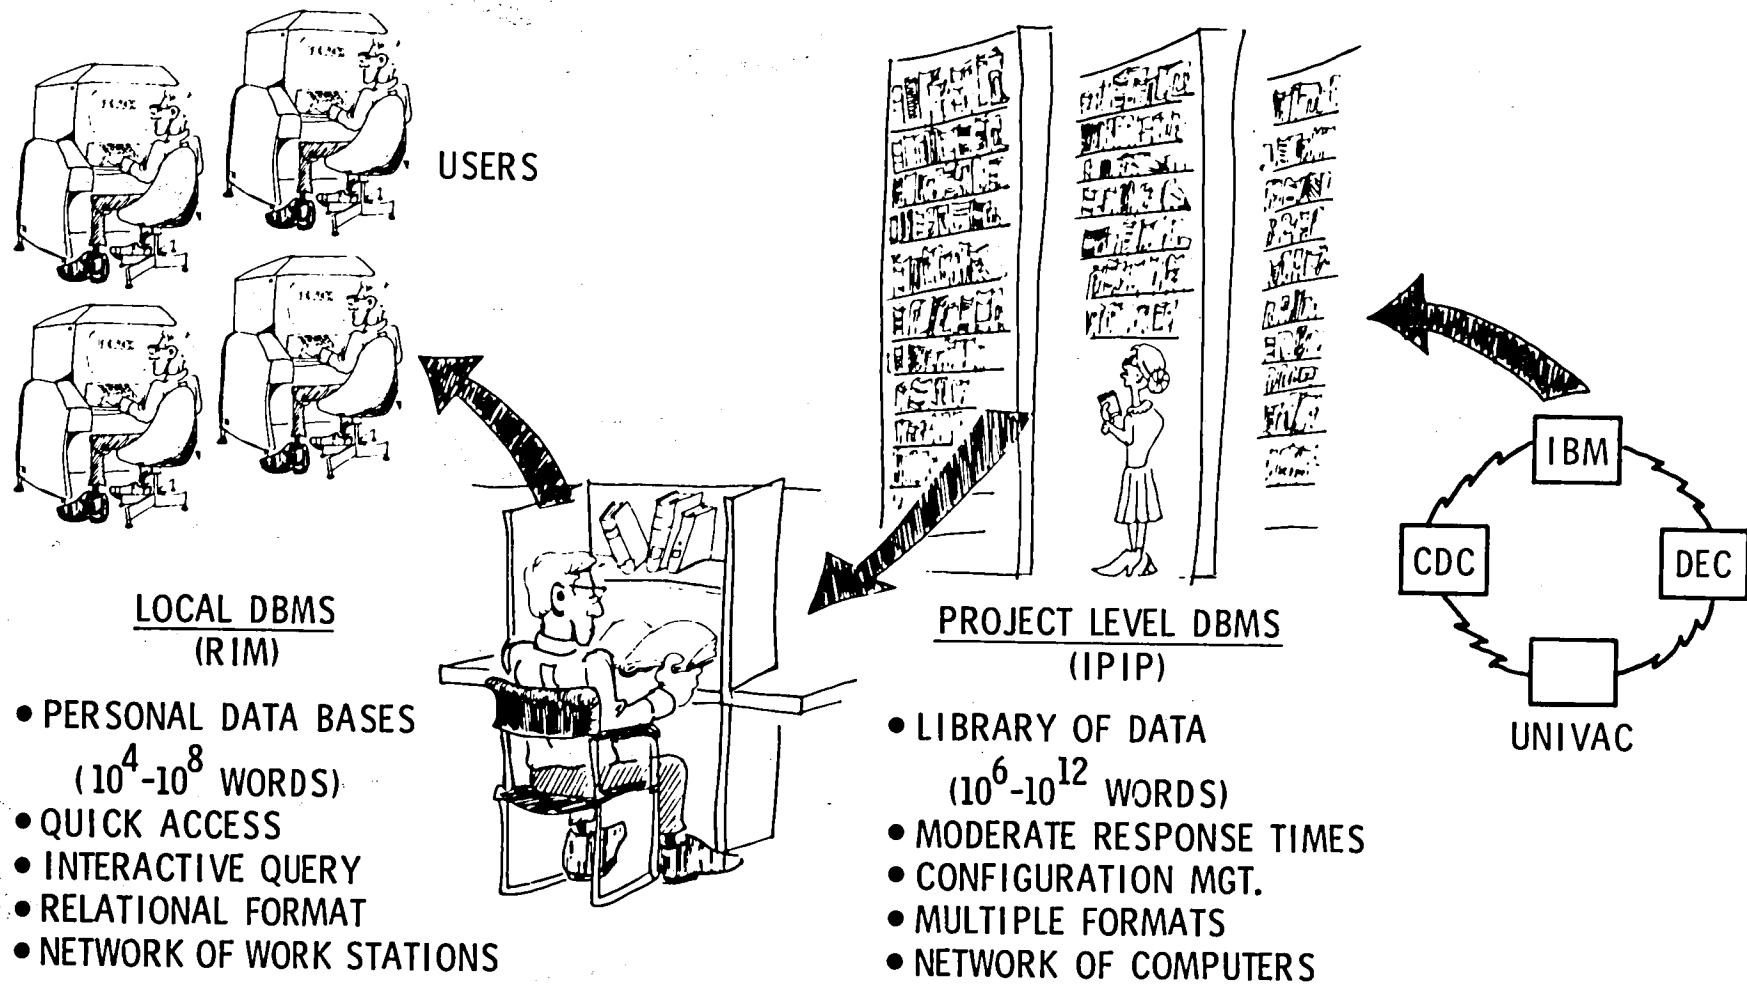 USERS
LOCAL DBMS
(RIM)
• PERSONAL DATA BASES
(10^4-10^8 WORDS)
• QUICK ACCESS
• INTERACTIVE QUERY
• RELATIONAL FORMAT
• NETWORK OF WORK STATIONS
PROJECT LEVEL DBMS
(IPIP)
• LIBRARY OF DATA
(10^6-10^12 WORDS)
• MODERATE RESPONSE TIMES
• CONFIGURATION MGT.
• MULTIPLE FORMATS
• NETWORK OF COMPUTERS
IBM
CDC
DEC
UNIVAC